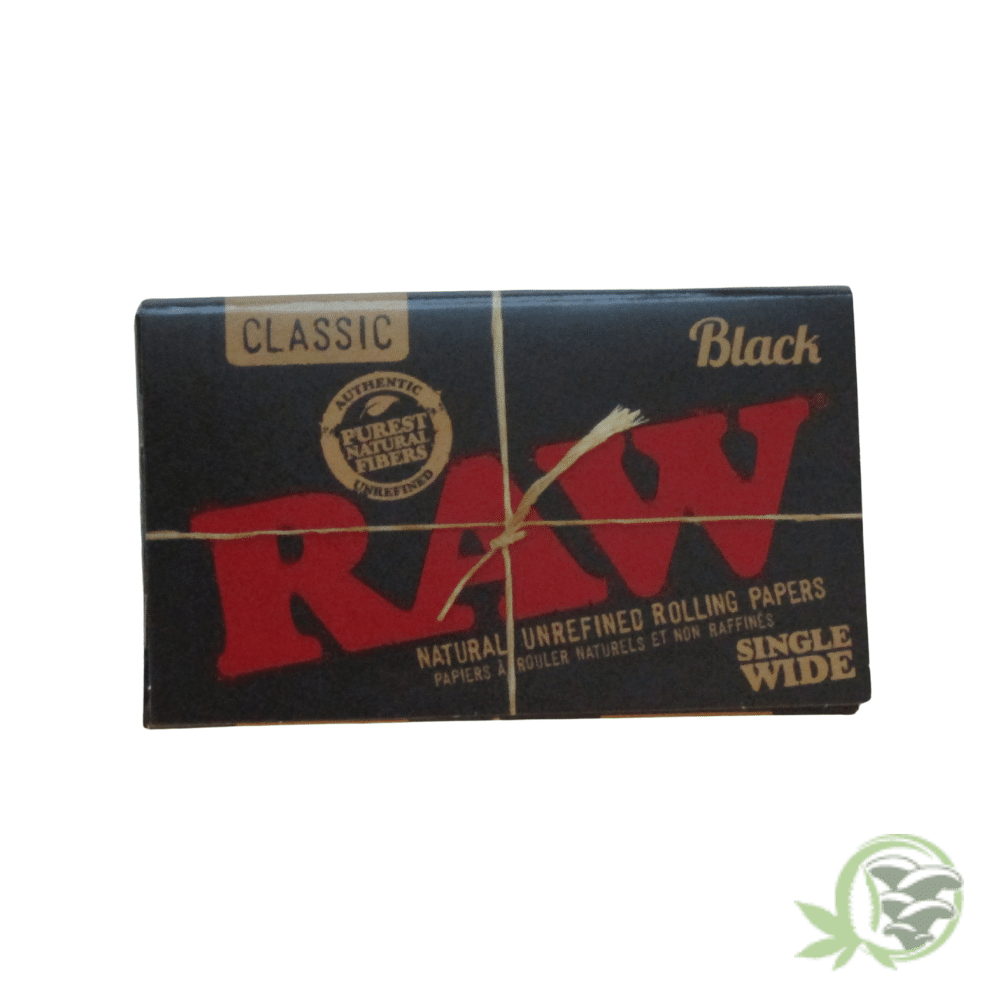 CLASSIC
Black
AUTHENTIC
PUREST
NATURAL
FIBERS
UNREFINED
RAW®
NATURAL UNREFINED ROLLING PAPERS
PAPIERS À ROULER NATURELS ET NON RAFFINÉS
SINGLE
WIDE